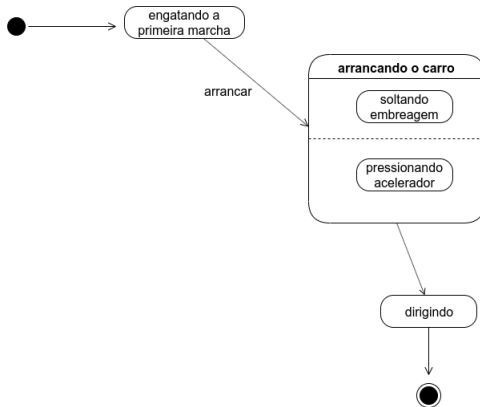 engatando a
primeira marcha
arrancar
arrancando o carro
soltando
embreagem
pressionando
acelerador
dirigindo